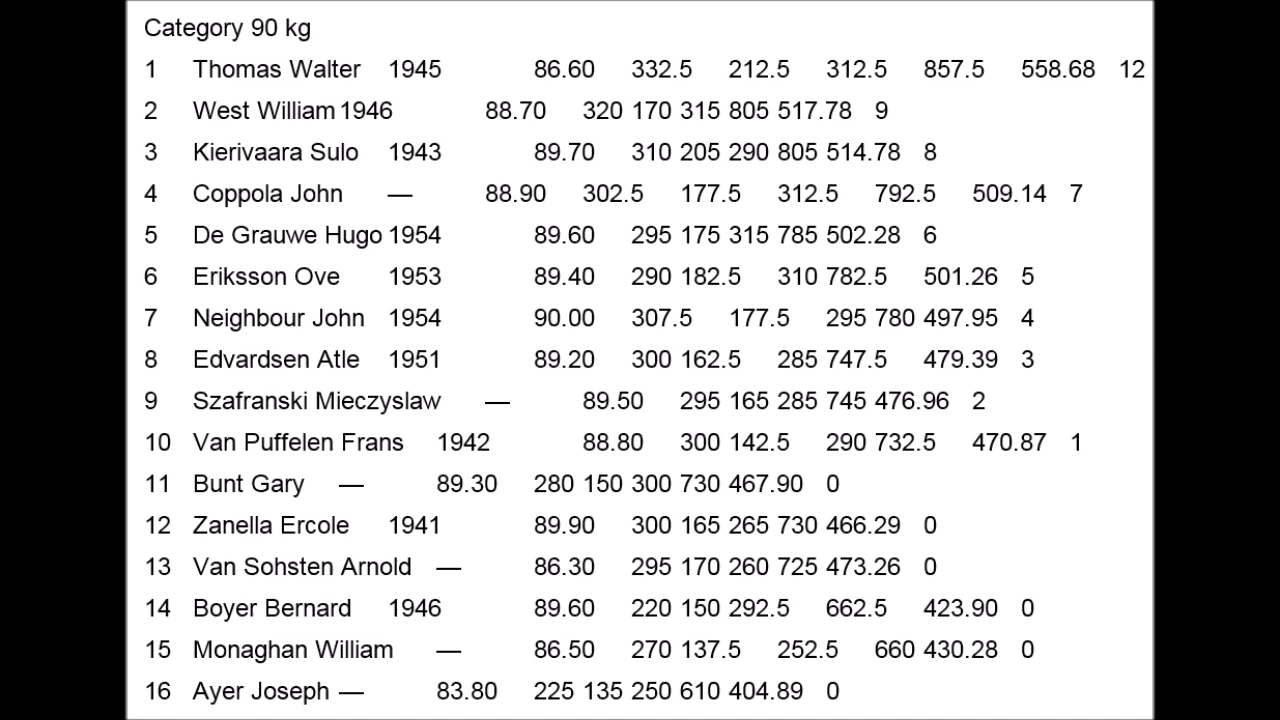 Category 90 kg
1 Thomas Walter 1945 86.60 332.5 212.5 312.5 857.5 558.68 12
2 West William 1946 88.70 320 170 315 805 517.78 9
3 Kierivaara Sulo 1943 89.70 310 205 290 805 514.78 8
4 Coppola John — 88.90 302.5 177.5 312.5 792.5 509.14 7
5 De Grauwe Hugo 1954 89.60 295 175 315 785 502.28 6
6 Eriksson Ove 1953 89.40 290 182.5 310 782.5 501.26 5
7 Neighbour John 1954 90.00 307.5 177.5 295 780 497.95 4
8 Edvardsen Atle 1951 89.20 300 162.5 285 747.5 479.39 3
9 Szafranski Mieczyslaw — 89.50 295 165 285 745 476.96 2
10 Van Puffelen Frans 1942 88.80 300 142.5 290 732.5 470.87 1
11 Bunt Gary — 89.30 280 150 300 730 467.90 0
12 Zanella Ercole 1941 89.90 300 165 265 730 466.29 0
13 Van Sohsten Arnold — 86.30 295 170 260 725 473.26 0
14 Boyer Bernard 1946 89.60 220 150 292.5 662.5 423.90 0
15 Monaghan William — 86.50 270 137.5 252.5 660 430.28 0
16 Ayer Joseph — 83.80 225 135 250 610 404.89 0